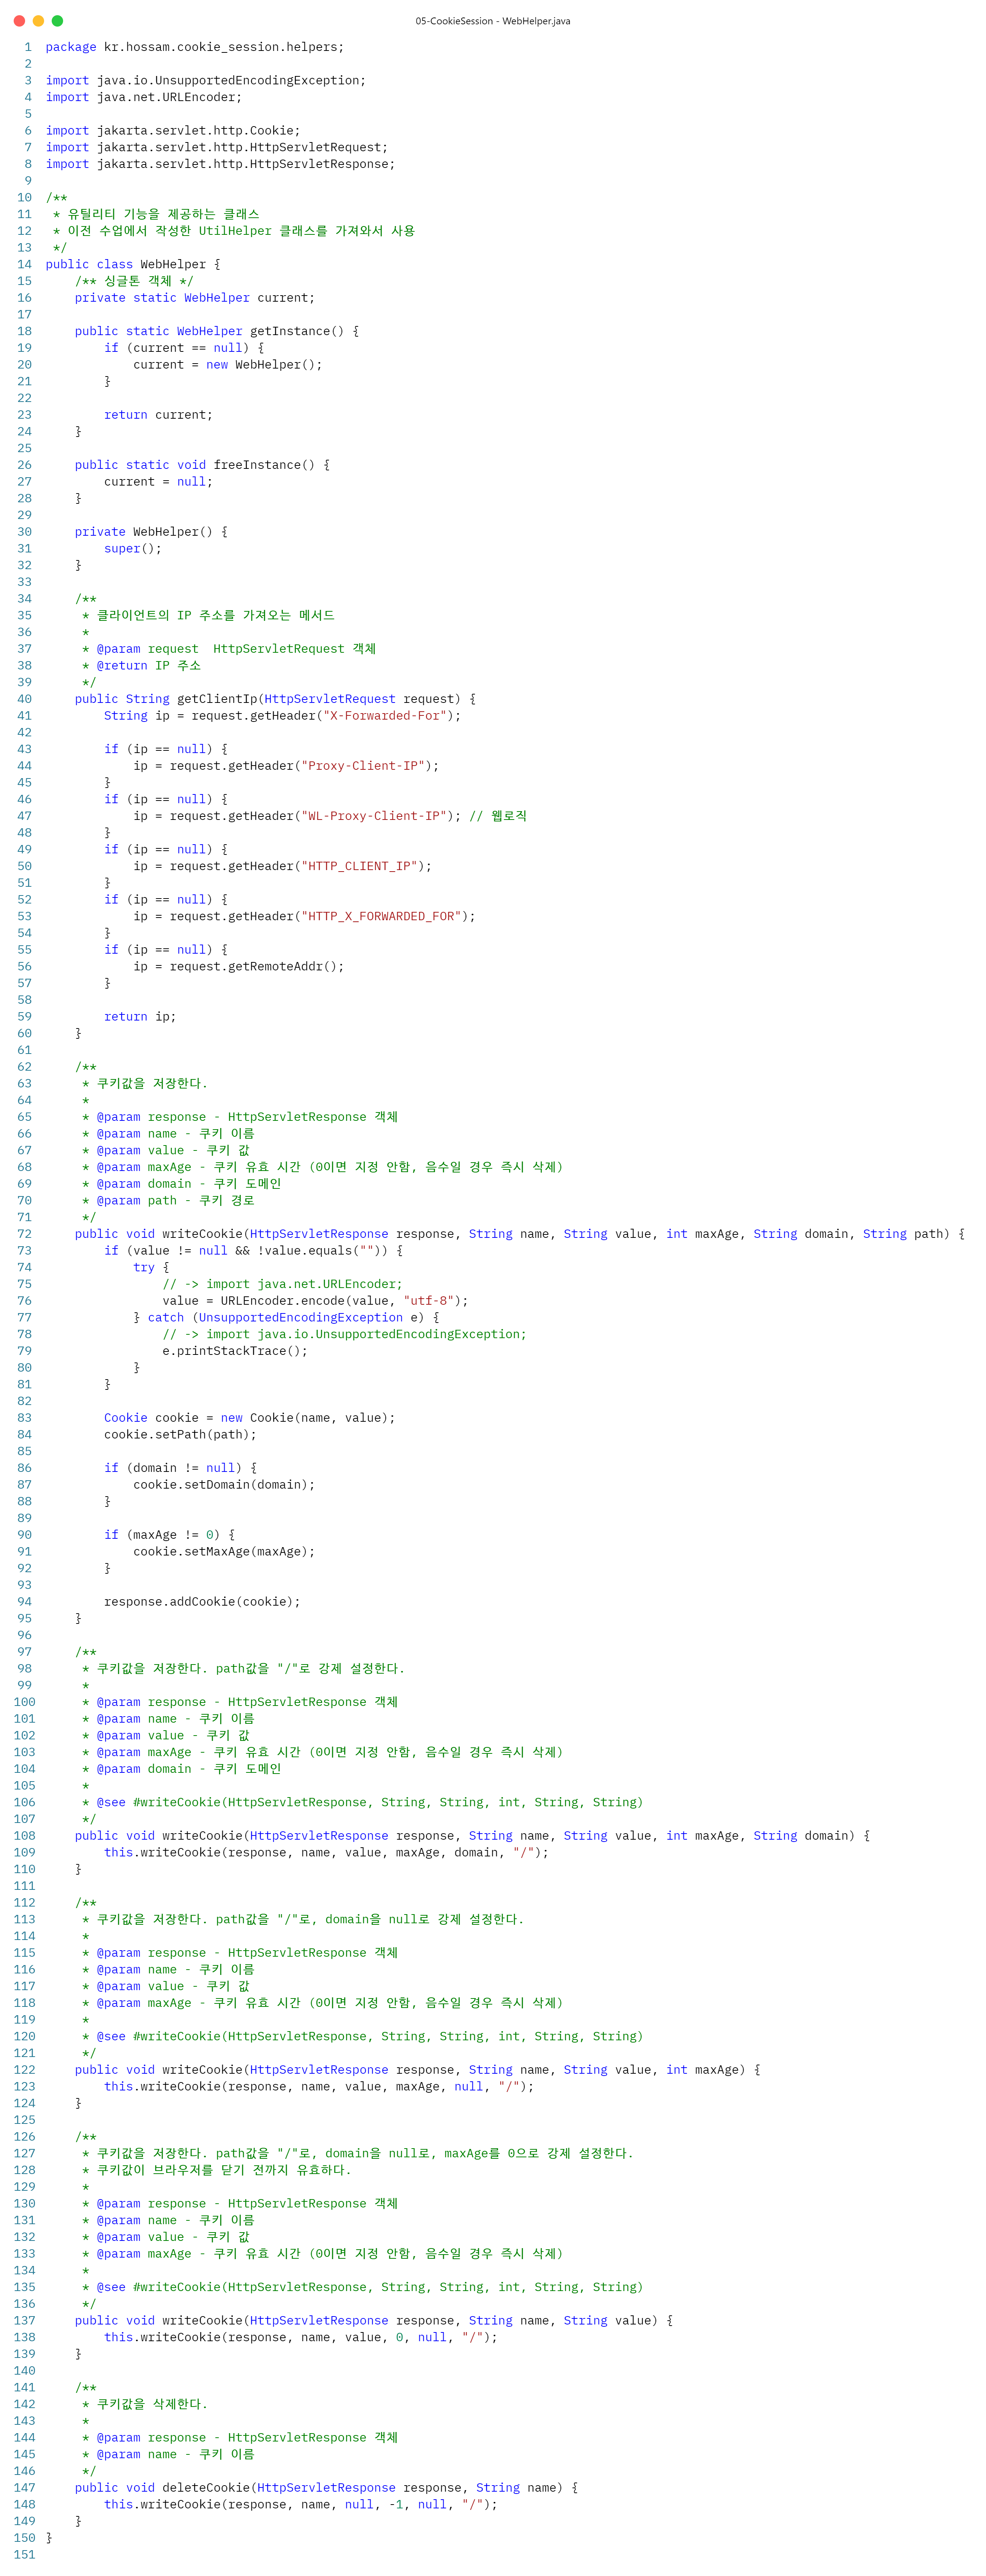 05-CookieSession - WebHelper.java
1 package kr.hossam.cookie_session.helpers;
2
3 import java.io.UnsupportedEncodingException;
4 import java.net.URLEncoder;
5
6 import jakarta.servlet.http.Cookie;
7 import jakarta.servlet.http.HttpServletRequest;
8 import jakarta.servlet.http.HttpServletResponse;
9
10 /**
11  * 유틸리티 기능을 제공하는 클래스
12  * 이전 수업에서 작성한 UtilHelper 클래스를 가져와서 사용
13  */
14 public class WebHelper {
15     /** 싱글톤 객체 */
16     private static WebHelper current;
17
18     public static WebHelper getInstance() {
19         if (current == null) {
20             current = new WebHelper();
21         }
22
23         return current;
24     }
25
26     public static void freeInstance() {
27         current = null;
28     }
29
30     private WebHelper() {
31         super();
32     }
33
34     /**
35      * 클라이언트의 IP 주소를 가져오는 메서드
36      *
37      * @param request  HttpServletRequest 객체
38      * @return IP 주소
39      */
40     public String getClientIp(HttpServletRequest request) {
41         String ip = request.getHeader("X-Forwarded-For");
42
43         if (ip == null) {
44             ip = request.getHeader("Proxy-Client-IP");
45         }
46         if (ip == null) {
47             ip = request.getHeader("WL-Proxy-Client-IP"); // 웹로직
48         }
49         if (ip == null) {
50             ip = request.getHeader("HTTP_CLIENT_IP");
51         }
52         if (ip == null) {
53             ip = request.getHeader("HTTP_X_FORWARDED_FOR");
54         }
55         if (ip == null) {
56             ip = request.getRemoteAddr();
57         }
58
59         return ip;
60     }
61
62     /**
63      * 쿠키값을 저장한다.
64      *
65      * @param response - HttpServletResponse 객체
66      * @param name - 쿠키 이름
67      * @param value - 쿠키 값
68      * @param maxAge - 쿠키 유효 시간 (0이면 지정 안함, 음수일 경우 즉시 삭제)
69      * @param domain - 쿠키 도메인
70      * @param path - 쿠키 경로
71      */
72     public void writeCookie(HttpServletResponse response, String name, String value, int maxAge, String domain, String path) {
73         if (value != null && !value.equals("")) {
74             try {
75                 // -> import java.net.URLEncoder;
76                 value = URLEncoder.encode(value, "utf-8");
77             } catch (UnsupportedEncodingException e) {
78                 // -> import java.io.UnsupportedEncodingException;
79                 e.printStackTrace();
80             }
81         }
82
83         Cookie cookie = new Cookie(name, value);
84         cookie.setPath(path);
85
86         if (domain != null) {
87             cookie.setDomain(domain);
88         }
89
90         if (maxAge != 0) {
91             cookie.setMaxAge(maxAge);
92         }
93
94         response.addCookie(cookie);
95     }
96
97     /**
98      * 쿠키값을 저장한다. path값을 "/"로 강제 설정한다.
99      *
100      * @param response - HttpServletResponse 객체
101      * @param name - 쿠키 이름
102      * @param value - 쿠키 값
103      * @param maxAge - 쿠키 유효 시간 (0이면 지정 안함, 음수일 경우 즉시 삭제)
104      * @param domain - 쿠키 도메인
105      *
106      * @see #writeCookie(HttpServletResponse, String, String, int, String, String)
107      */
108     public void writeCookie(HttpServletResponse response, String name, String value, int maxAge, String domain) {
109         this.writeCookie(response, name, value, maxAge, domain, "/");
110     }
111
112     /**
113      * 쿠키값을 저장한다. path값을 "/"로, domain을 null로 강제 설정한다.
114      *
115      * @param response - HttpServletResponse 객체
116      * @param name - 쿠키 이름
117      * @param value - 쿠키 값
118      * @param maxAge - 쿠키 유효 시간 (0이면 지정 안함, 음수일 경우 즉시 삭제)
119      *
120      * @see #writeCookie(HttpServletResponse, String, String, int, String, String)
121      */
122     public void writeCookie(HttpServletResponse response, String name, String value, int maxAge) {
123         this.writeCookie(response, name, value, maxAge, null, "/");
124     }
125
126     /**
127      * 쿠키값을 저장한다. path값을 "/"로, domain을 null로, maxAge를 0으로 강제 설정한다.
128      * 쿠키값이 브라우저를 닫기 전까지 유효하다.
129      *
130      * @param response - HttpServletResponse 객체
131      * @param name - 쿠키 이름
132      * @param value - 쿠키 값
133      * @param maxAge - 쿠키 유효 시간 (0이면 지정 안함, 음수일 경우 즉시 삭제)
134      *
135      * @see #writeCookie(HttpServletResponse, String, String, int, String, String)
136      */
137     public void writeCookie(HttpServletResponse response, String name, String value) {
138         this.writeCookie(response, name, value, 0, null, "/");
139     }
140
141     /**
142      * 쿠키값을 삭제한다.
143      *
144      * @param response - HttpServletResponse 객체
145      * @param name - 쿠키 이름
146      */
147     public void deleteCookie(HttpServletResponse response, String name) {
148         this.writeCookie(response, name, null, -1, null, "/");
149     }
150 }
151